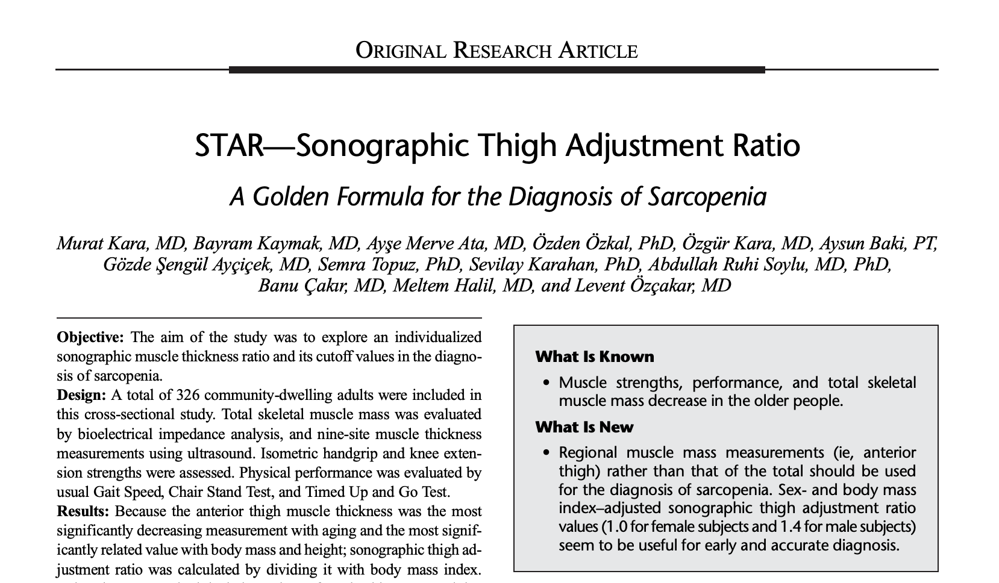 ORIGINAL RESEARCH ARTICLE
STAR—Sonographic Thigh Adjustment Ratio
A Golden Formula for the Diagnosis of Sarcopenia
Murat Kara, MD, Bayram Kaymak, MD, Ayşe Merve Ata, MD, Özden Özkal, PhD, Özgür Kara, MD, Aysun Baki, PT,
Gözde Şengül Ayçiçek, MD, Semra Topuz, PhD, Sevilay Karahan, PhD, Abdullah Ruhi Soylu, MD, PhD,
Banu Çakır, MD, Meltem Halil, MD, and Levent Özçakar, MD
Objective: The aim of the study was to explore an individualized
sonographic muscle thickness ratio and its cutoff values in the diagno-
sis of sarcopenia.
Design: A total of 326 community-dwelling adults were included in
this cross-sectional study. Total skeletal muscle mass was evaluated
by bioelectrical impedance analysis, and nine-site muscle thickness
measurements using ultrasound. Isometric handgrip and knee exten-
sion strengths were assessed. Physical performance was evaluated by
usual Gait Speed, Chair Stand Test, and Timed Up and Go Test.
Results: Because the anterior thigh muscle thickness was the most
significantly decreasing measurement with aging and the most signif-
icantly related value with body mass and height; sonographic thigh ad-
justment ratio was calculated by dividing it with body mass index.
What Is Known
• Muscle strengths, performance, and total skeletal
muscle mass decrease in the older people.
What Is New
• Regional muscle mass measurements (ie, anterior
thigh) rather than that of the total should be used
for the diagnosis of sarcopenia. Sex- and body mass
index–adjusted sonographic thigh adjustment ratio
values (1.0 for female subjects and 1.4 for male subjects)
seem to be useful for early and accurate diagnosis.